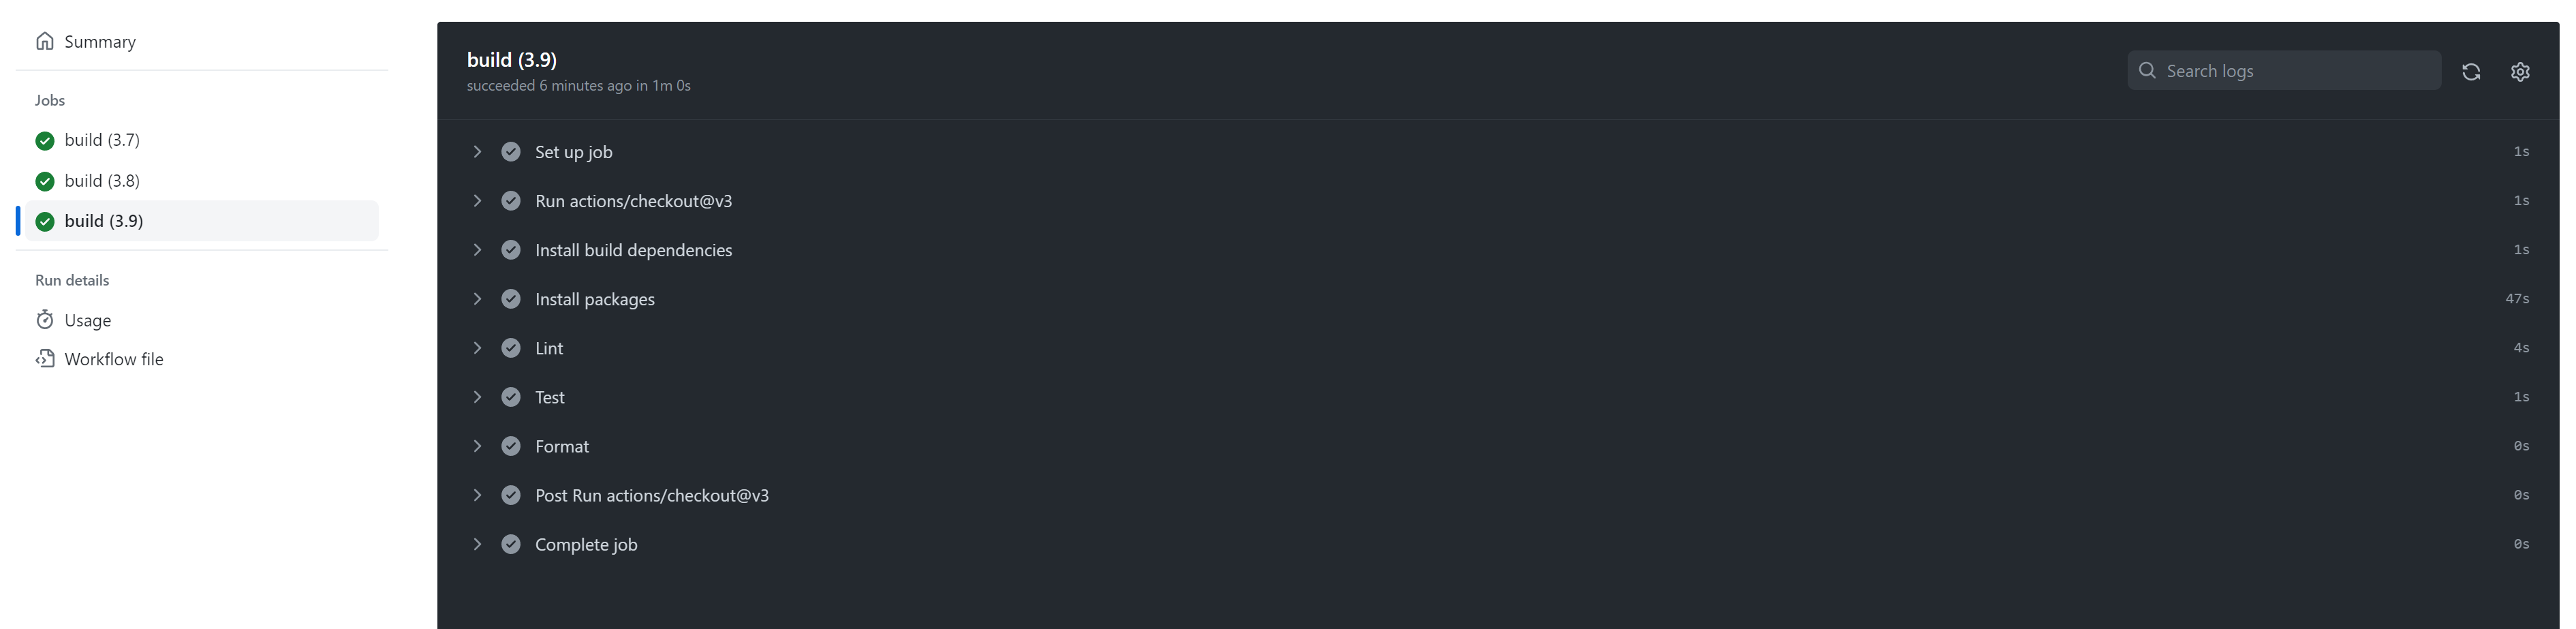 Summary
Jobs
build (3.7)
build (3.8)
build (3.9)
Run details
Usage
Workflow file
build (3.9)
succeeded 6 minutes ago in 1m 0s
Search logs
Set up job 1s
Run actions/checkout@v3 1s
Install build dependencies 1s
Install packages 47s
Lint 4s
Test 1s
Format 0s
Post Run actions/checkout@v3 0s
Complete job 0s